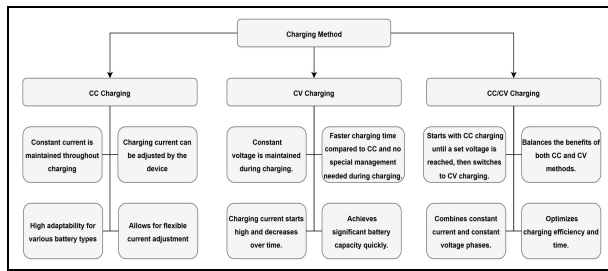 Charging Method
CC Charging
CV Charging
CC/CV Charging
Constant current is
maintained throughout
charging
Charging current can
be adjusted by the
device
Constant
voltage is maintained
during charging.
Faster charging time
compared to CC and no
special management
needed during charging.
Starts with CC charging
until a set voltage is
reached, then switches
to CV charging.
Balances the benefits of
both CC and CV
methods.
High adaptability for
various battery types
Allows for flexible
current adjustment
Charging current starts
high and decreases
over time.
Achieves
significant battery
capacity quickly.
Combines constant
current and constant
voltage phases.
Optimizes
charging efficiency and
time.